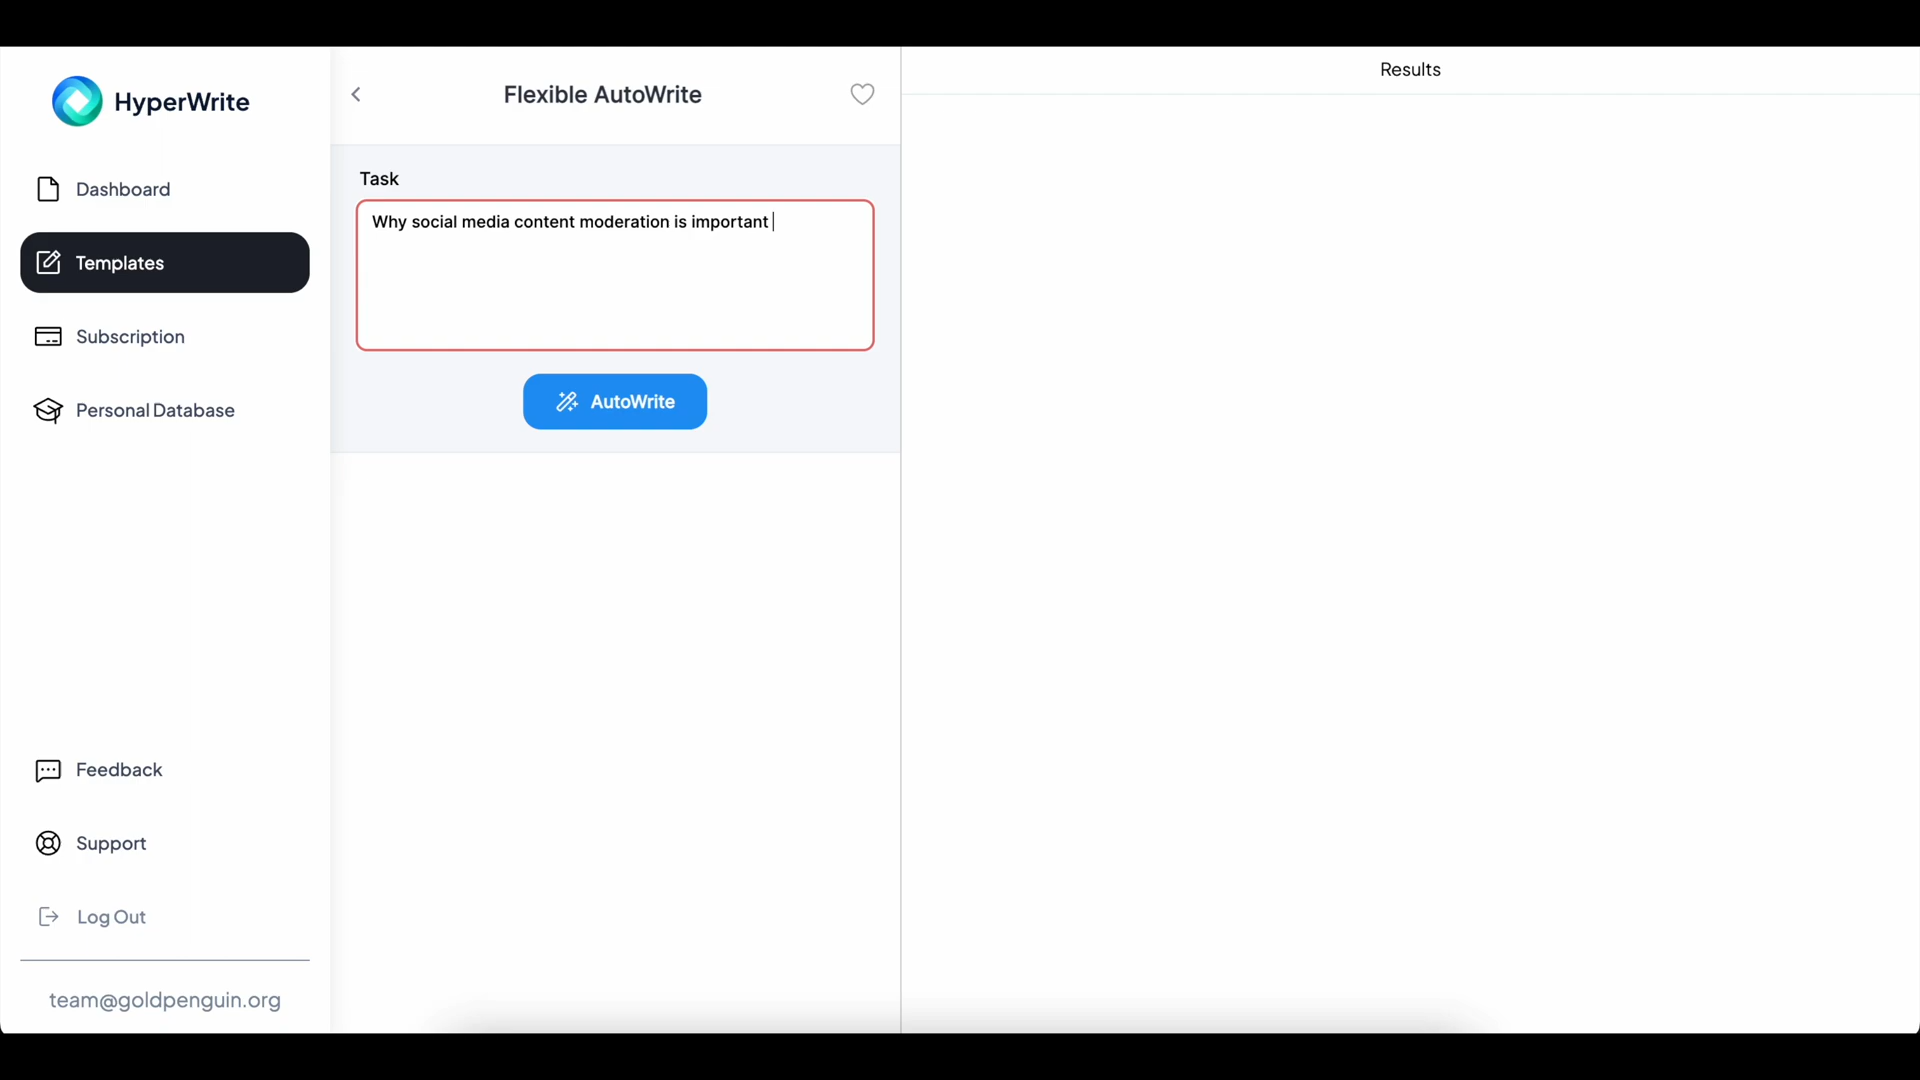 HyperWrite
Dashboard
Templates
Subscription
Personal Database
Feedback
Support
Log Out
team@goldpenguin.org
Flexible AutoWrite
Task
Why social media content moderation is important
AutoWrite
Results